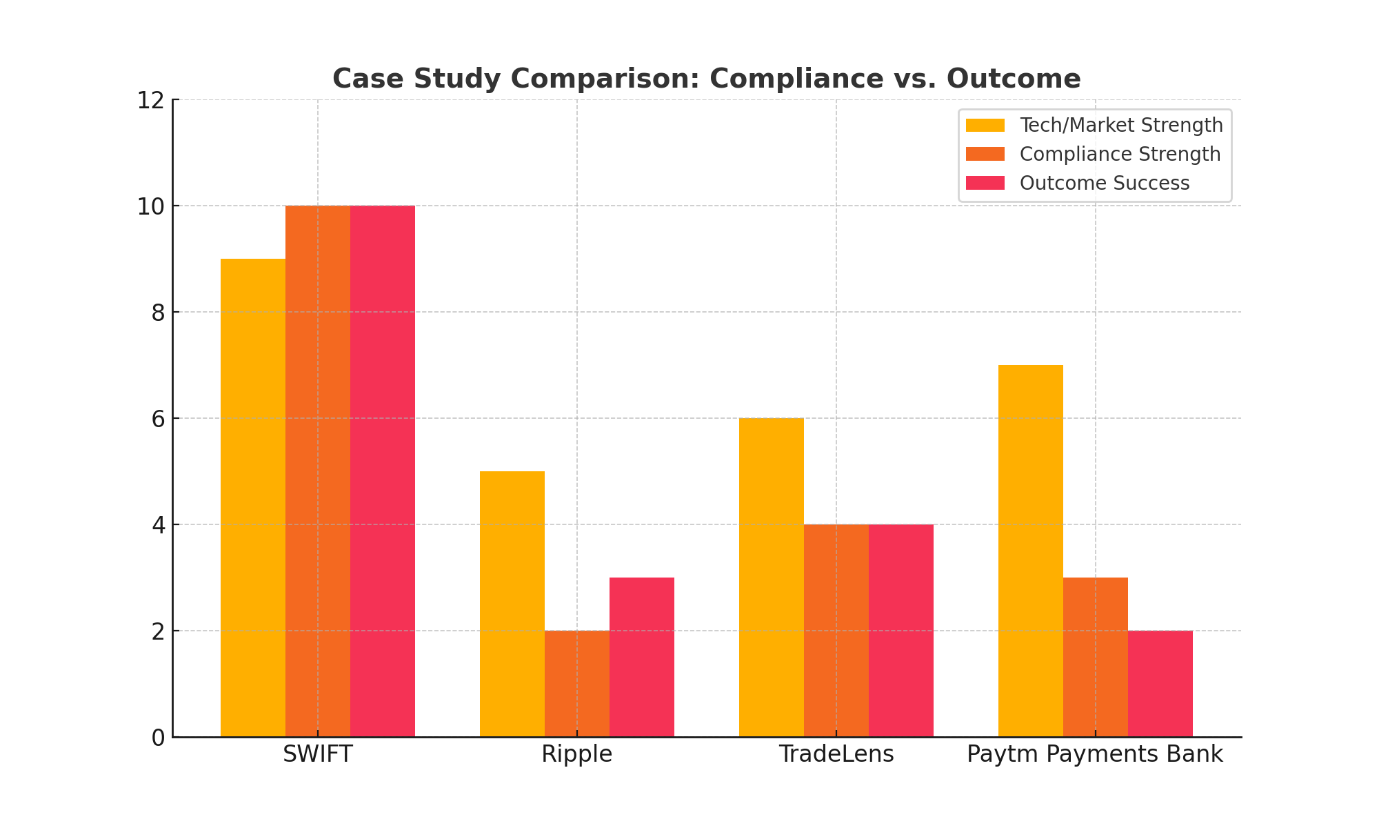 Case Study Comparison: Compliance vs. Outcome
12
10
8
6
4
2
0
Tech/Market Strength
Compliance Strength
Outcome Success
SWIFT
Ripple
TradeLens
Paytm Payments Bank